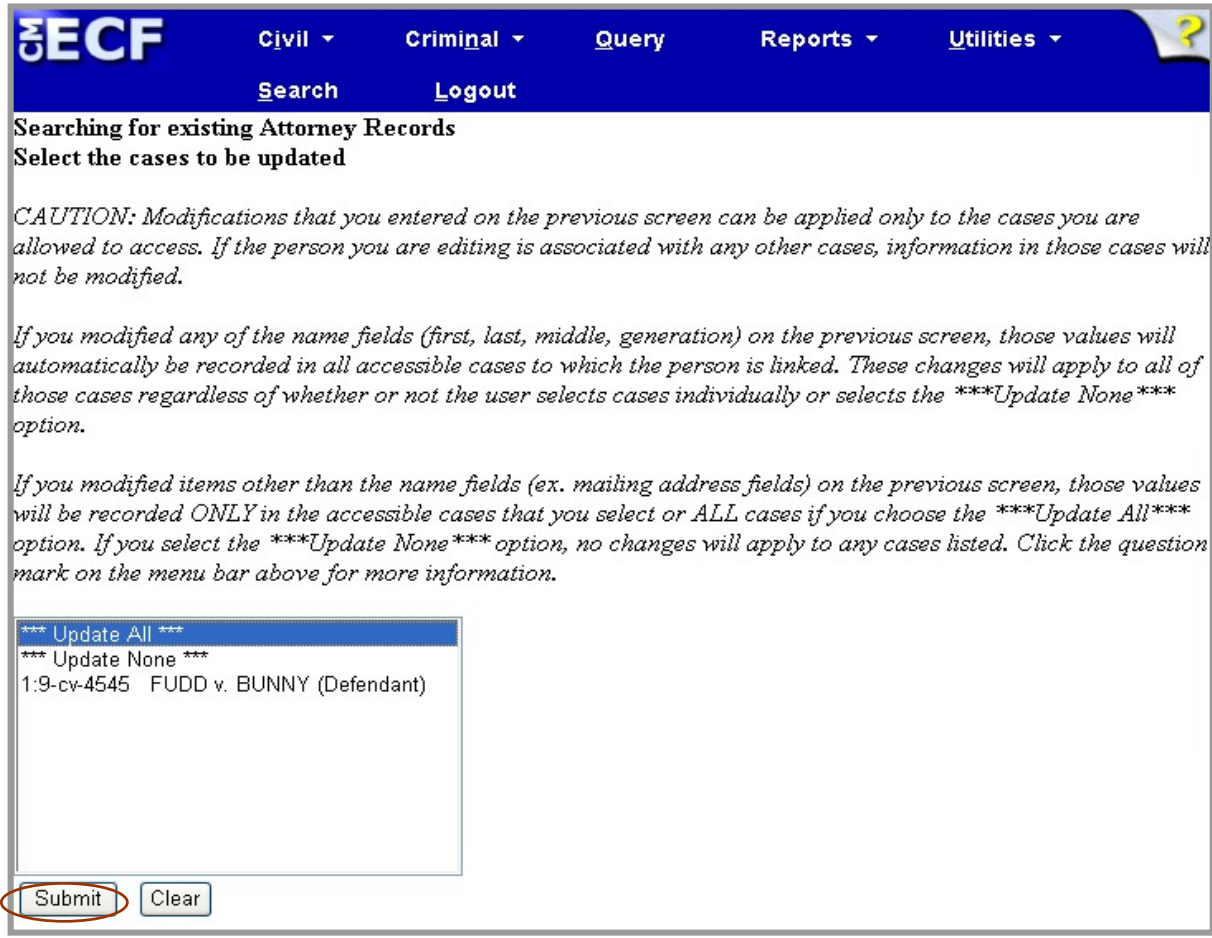 CM ECF Civil Criminal Query Reports Utilities ?
Search Logout
Searching for existing Attorney Records
Select the cases to be updated
CAUTION: Modifications that you entered on the previous screen can be applied only to the cases you are
allowed to access. If the person you are editing is associated with any other cases, information in those cases will
not be modified.
If you modified any of the name fields (first, last, middle, generation) on the previous screen, those values will
automatically be recorded in all accessible cases to which the person is linked. These changes will apply to all of
those cases regardless of whether or not the user selects cases individually or selects the ***Update None***
option.
If you modified items other than the name fields (ex. mailing address fields) on the previous screen, those values
will be recorded ONLY in the accessible cases that you select or ALL cases if you choose the ***Update All***
option. If you select the ***Update None*** option, no changes will apply to any cases listed. Click the question
mark on the menu bar above for more information.
*** Update All ***
*** Update None ***
1:9-cv-4545 FUDD v. BUNNY (Defendant)
Submit Clear